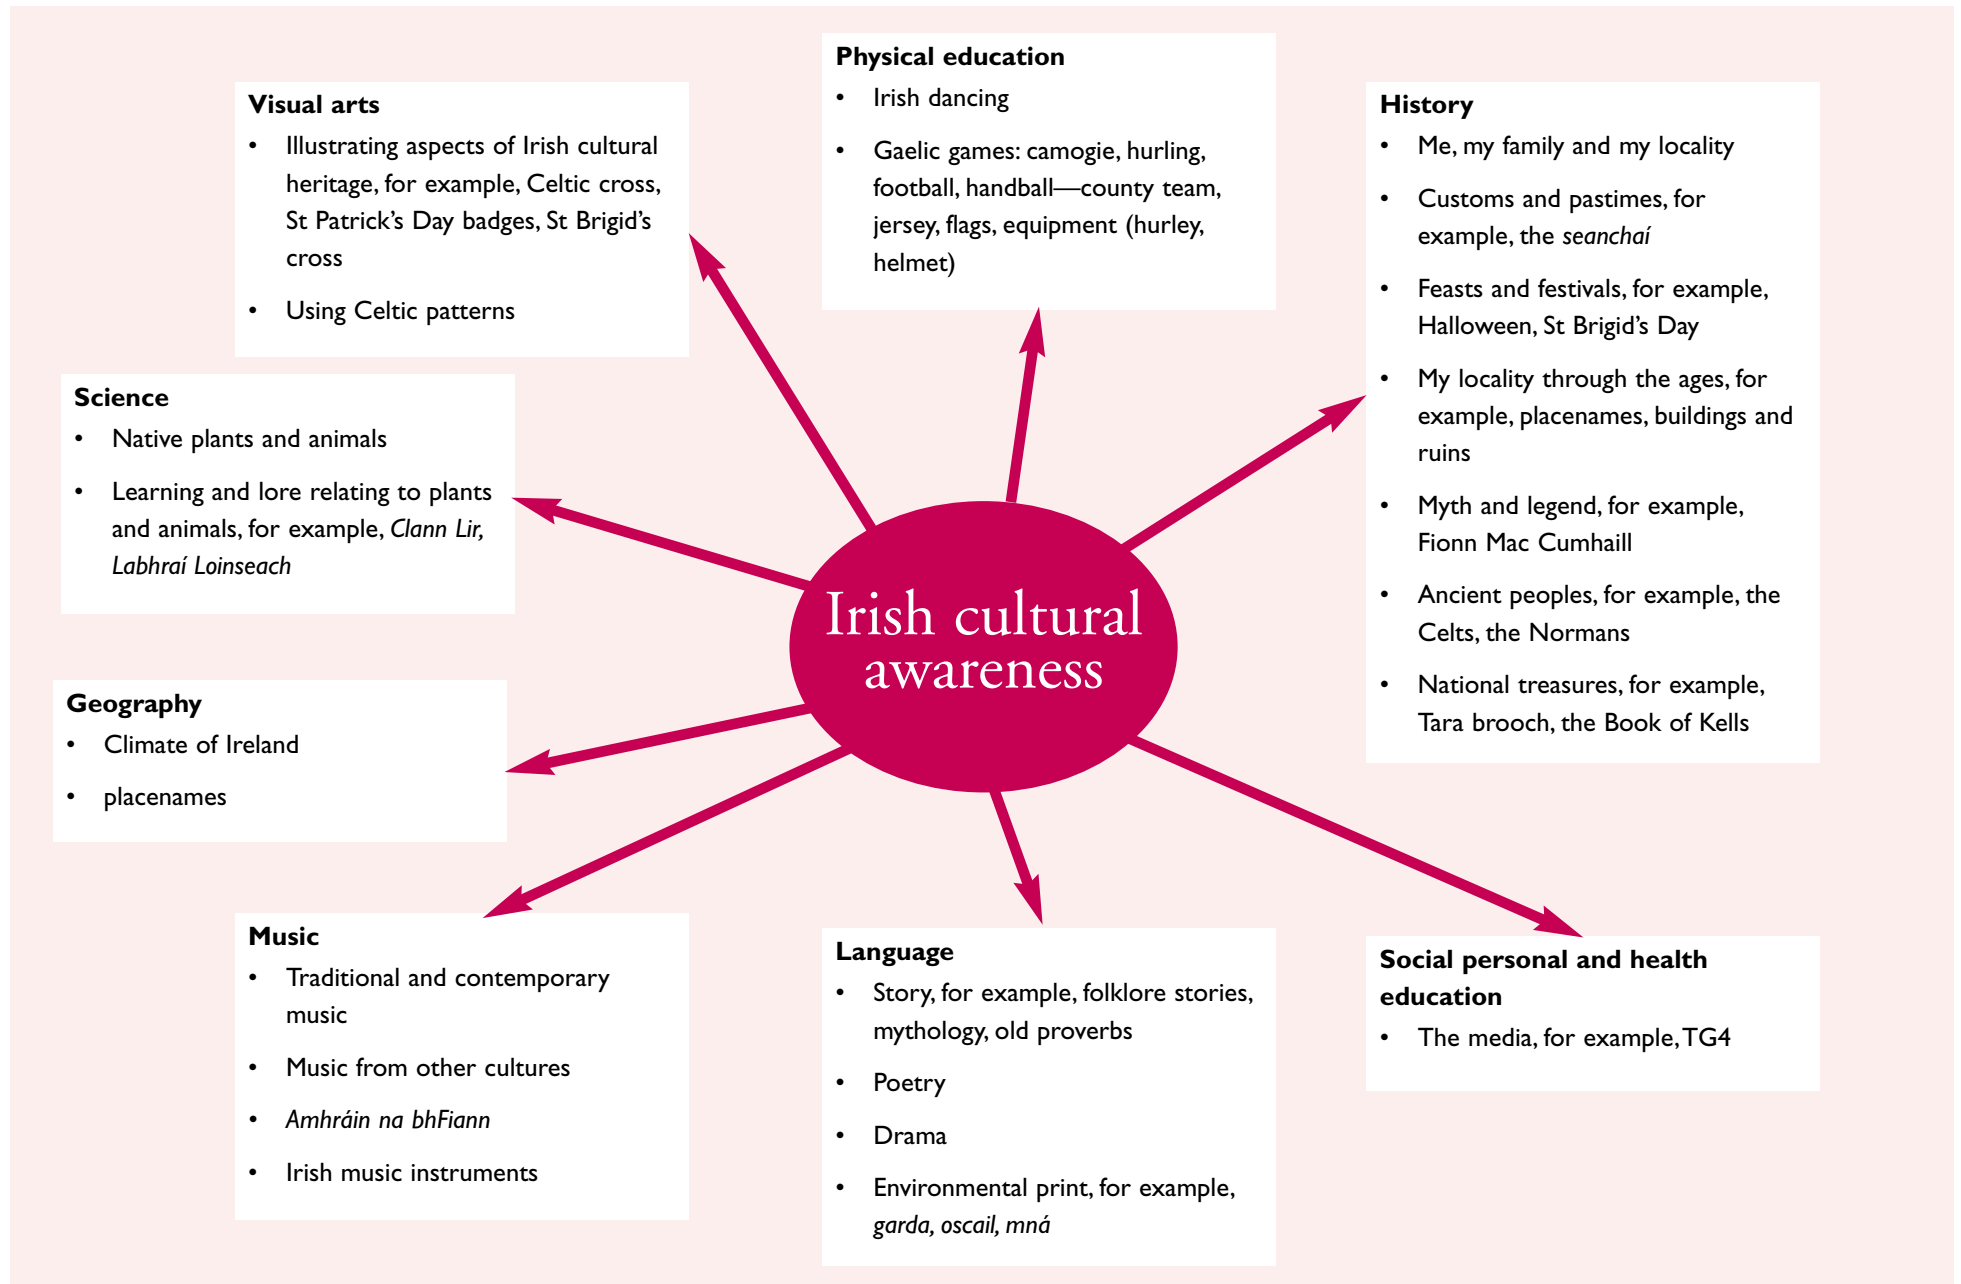 Physical education
• Irish dancing
• Gaelic games: camogie, hurling,
football, handball—county team,
jersey, flags, equipment (hurley,
helmet)
Visual arts
• Illustrating aspects of Irish cultural
heritage, for example, Celtic cross,
St Patrick's Day badges, St Brigid's
cross
• Using Celtic patterns
History
• Me, my family and my locality
• Customs and pastimes, for
example, the seanchaí
• Feasts and festivals, for example,
Halloween, St Brigid's Day
• My locality through the ages, for
example, placenames, buildings and
ruins
• Myth and legend, for example,
Fionn Mac Cumhaill
• Ancient peoples, for example, the
Celts, the Normans
• National treasures, for example,
Tara brooch, the Book of Kells
Science
• Native plants and animals
• Learning and lore relating to plants
and animals, for example, Clann Lir,
Labhraí Loinseach
Irish cultural
awareness
Geography
• Climate of Ireland
• placenames
Music
• Traditional and contemporary
music
• Music from other cultures
• Amhráin na bhFiann
• Irish music instruments
Language
• Story, for example, folklore stories,
mythology, old proverbs
• Poetry
• Drama
• Environmental print, for example,
garda, oscail, mná
Social personal and health
education
• The media, for example, TG4